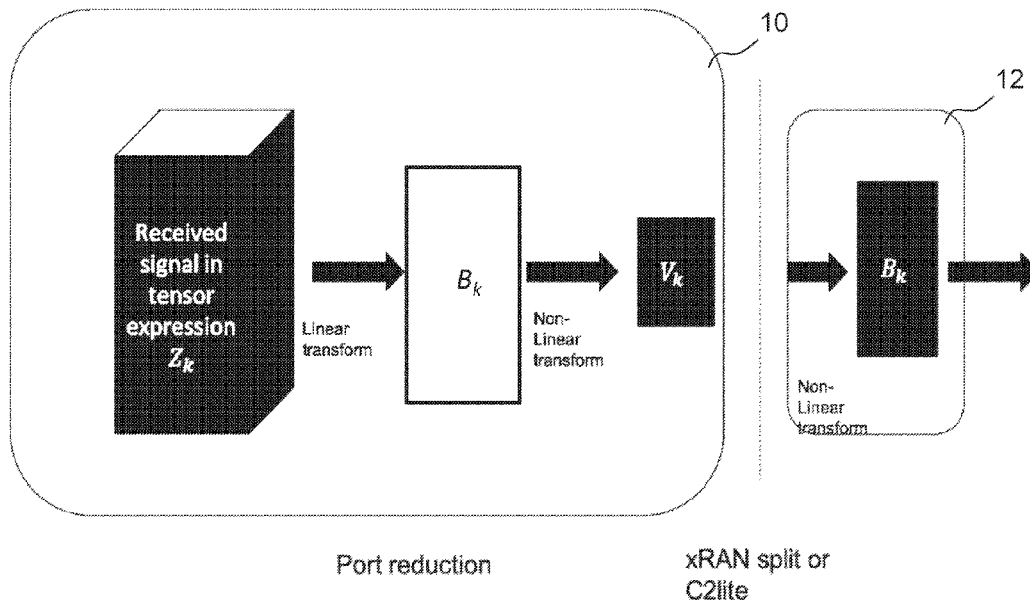 10
12
Received
signal in
tensor
expression
Z_k
Linear
transform
B_k
Non-
Linear
transform
V_k
B_k
Non-
Linear
transform
Port reduction
xRAN split or
C2lite